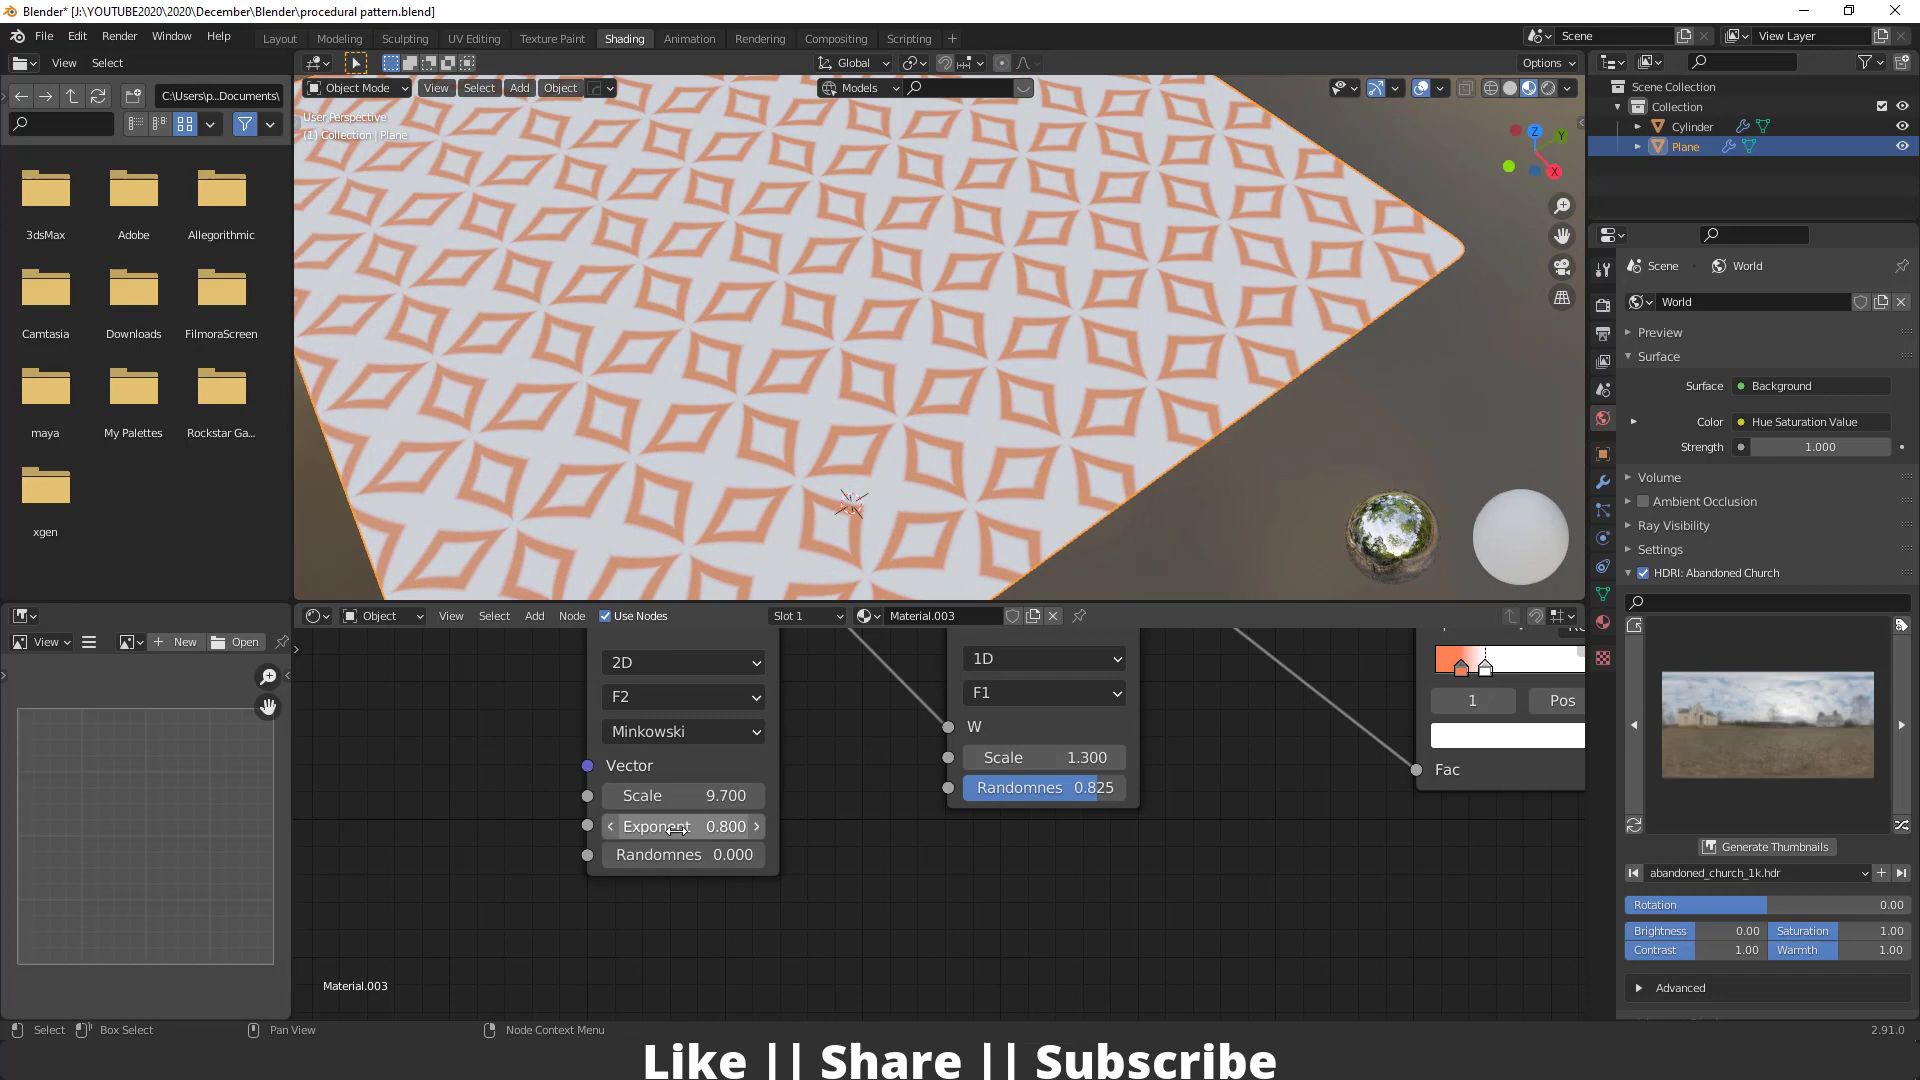 Blender* [J:\YOUTUBE2020\2020\December\Blender\procedural pattern.blend]
File Edit Render Window Help
Layout Modeling Sculpting UV Editing Texture Paint Shading Animation Rendering Compositing Scripting +
Scene View Layer
View Select
Global Options
C:\Users\p...Documents\
Object Mode View Select Add Object Models
User Perspective
(1) Collection | Plane
Z Y X
3dsMax Adobe Allegorithmic
Camtasia Downloads FilmoraScreen
maya My Palettes Rockstar Ga...
xgen
Scene Collection
Collection
Cylinder
Plane
Scene World
World
Preview
Surface
Surface Background
Color Hue Saturation Value
Strength 1.000
Volume
Ambient Occlusion
Ray Visibility
Settings
HDRI: Abandoned Church
Generate Thumbnails
abandoned_church_1k.hdr
Rotation 0.00
Brightness 0.00 Saturation 1.00
Contrast 1.00 Warmth 1.00
Advanced
View New Open
Object View Select Add Node Use Nodes Slot 1 Material.003
2D
F2
Minkowski
Vector
Scale 9.700
Exponent 0.800
Randomnes 0.000
1D
F1
W
Scale 1.300
Randomnes 0.825
1 Pos
Fac
Material.003
Select Box Select Pan View Node Context Menu 2.91.0
Like || Share || Subscribe